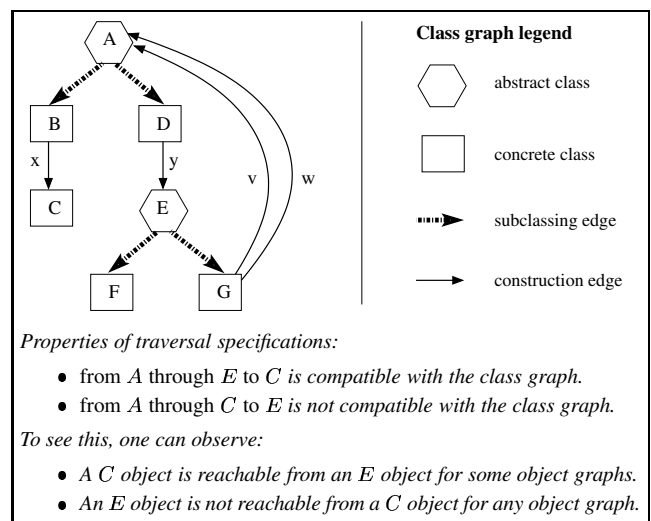 A
B
D
x
y
C
E
v
w
F
G
Class graph legend
abstract class
concrete class
subclassing edge
construction edge
Properties of traversal specifications:
• from A through E to C is compatible with the class graph.
• from A through C to E is not compatible with the class graph.
To see this, one can observe:
• A C object is reachable from an E object for some object graphs.
• An E object is not reachable from a C object for any object graph.